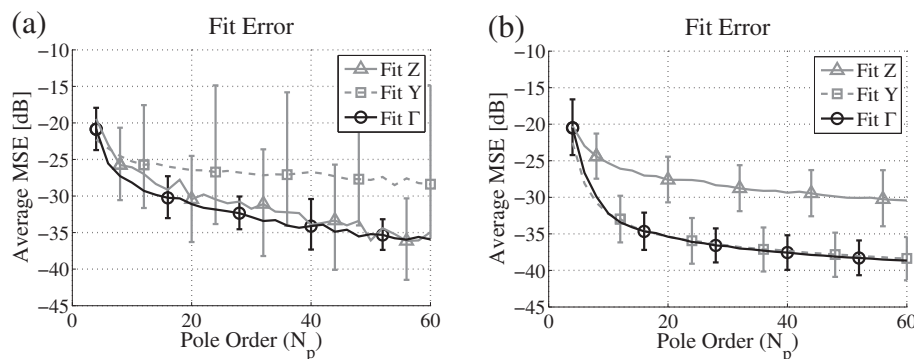 (a)
Fit Error
Average MSE [dB]
−10
−15
−20
−25
−30
−35
−40
−45
0
20
40
60
Pole Order (Np)
Fit Z
Fit Y
Fit Γ
(b)
Fit Error
Average MSE [dB]
−10
−15
−20
−25
−30
−35
−40
−45
0
20
40
60
Pole Order (Np)
Fit Z
Fit Y
Fit Γ